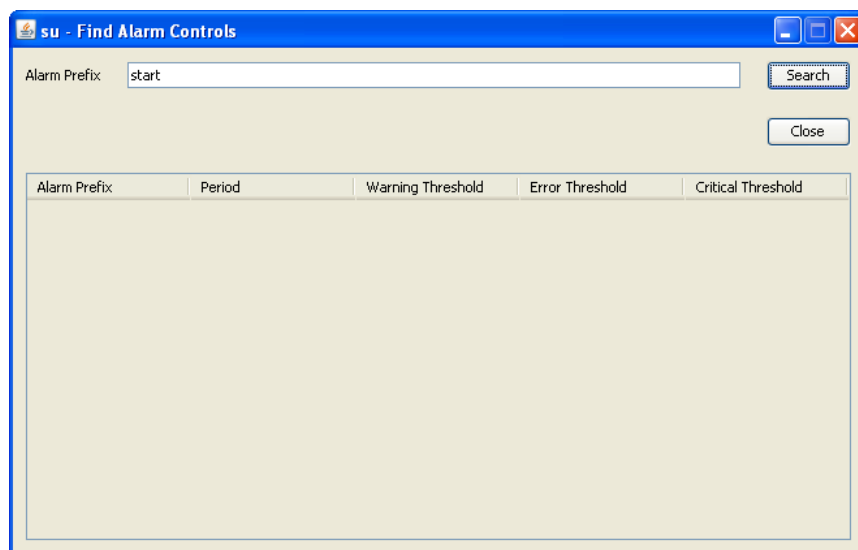 su - Find Alarm Controls
Alarm Prefix start Search
Close
Alarm Prefix Period Warning Threshold Error Threshold Critical Threshold